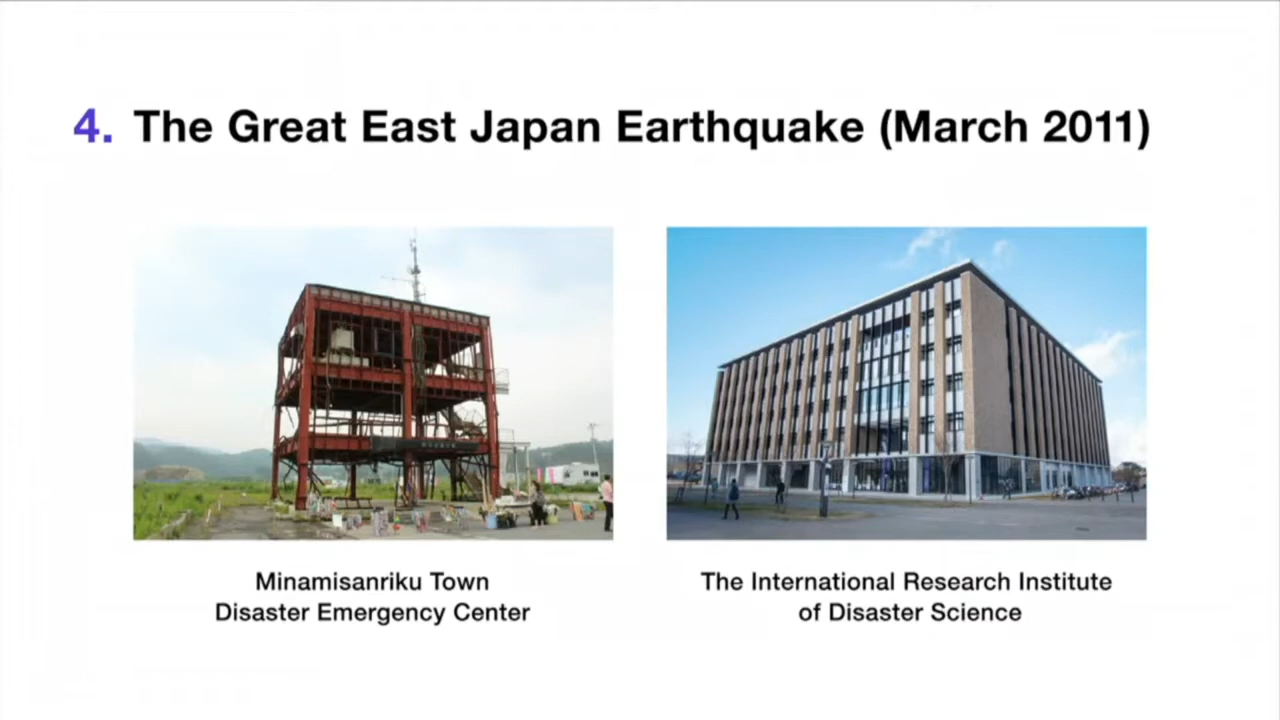 4. The Great East Japan Earthquake (March 2011)
Minamisanriku Town
Disaster Emergency Center
The International Research Institute
of Disaster Science